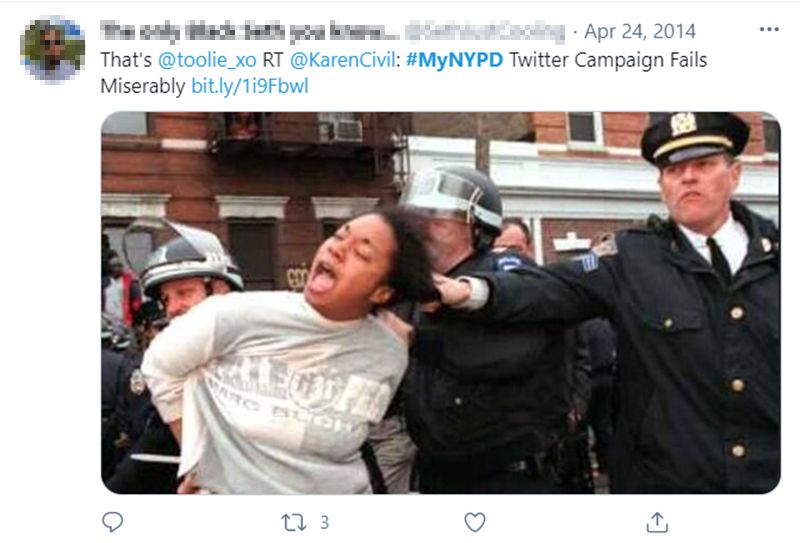 · Apr 24, 2014
That's @toolie_xo RT @KarenCivil: #MyNYPD Twitter Campaign Fails
Miserably bit.ly/1i9Fbwl
3